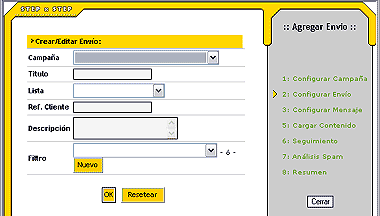 STEP x STEP
:: Agregar Envío ::
> Crear/Editar Envío:
Campaña
Titulo
Lista
Ref. Cliente
Descripción
Filtro
- ó -
Nuevo
OK
Resetear
1: Configurar Campaña
2: Configurar Envío
3: Configurar Mensaje
5: Cargar Contenido
6: Seguimiento
7: Análisis Spam
8: Resumen
Cerrar